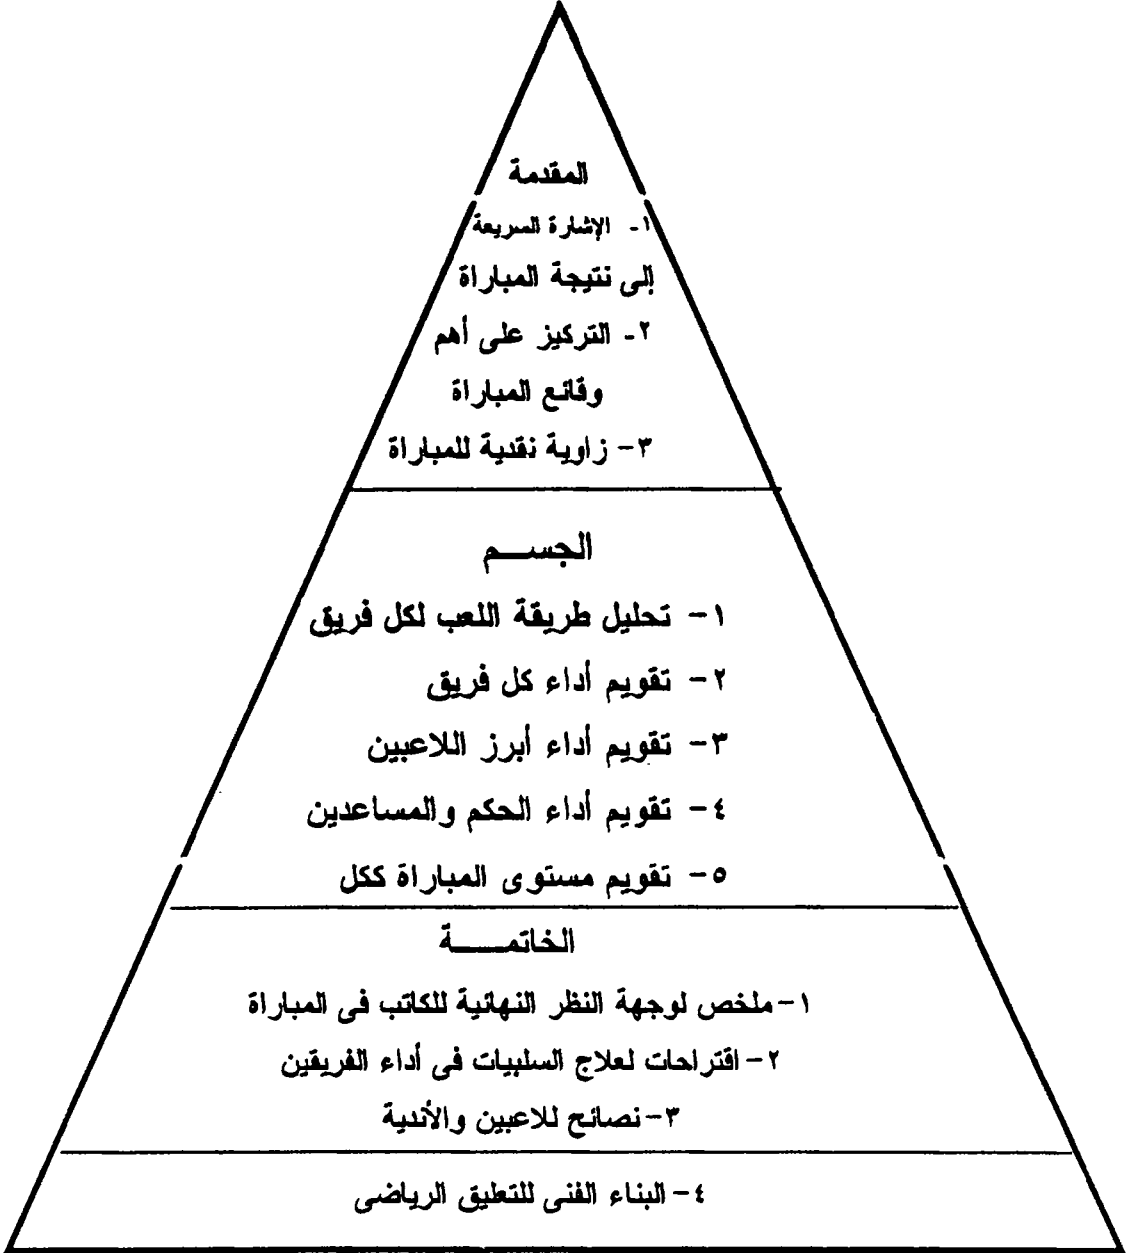 المقدمة
١- الإشارة السريعة
إلى نتيجة المباراة
٢- التركيز على أهم
وقائع المباراة
٣- زاوية نقدية للمباراة
الجســم
١- تحليل طريقة اللعب لكل فريق
٢- تقويم أداء كل فريق
٣- تقويم أداء أبرز اللاعبين
٤- تقويم أداء الحكم والمساعدين
٥- تقويم مستوى المباراة ككل
الخاتمــــة
١- ملخص لوجهة النظر النهائية للكاتب فى المباراة
٢- اقتراحات لعلاج السلبيات فى أداء الفريقين
٣- نصائح للاعبين والأندية
٤- البناء الفنى للتعليق الرياضى